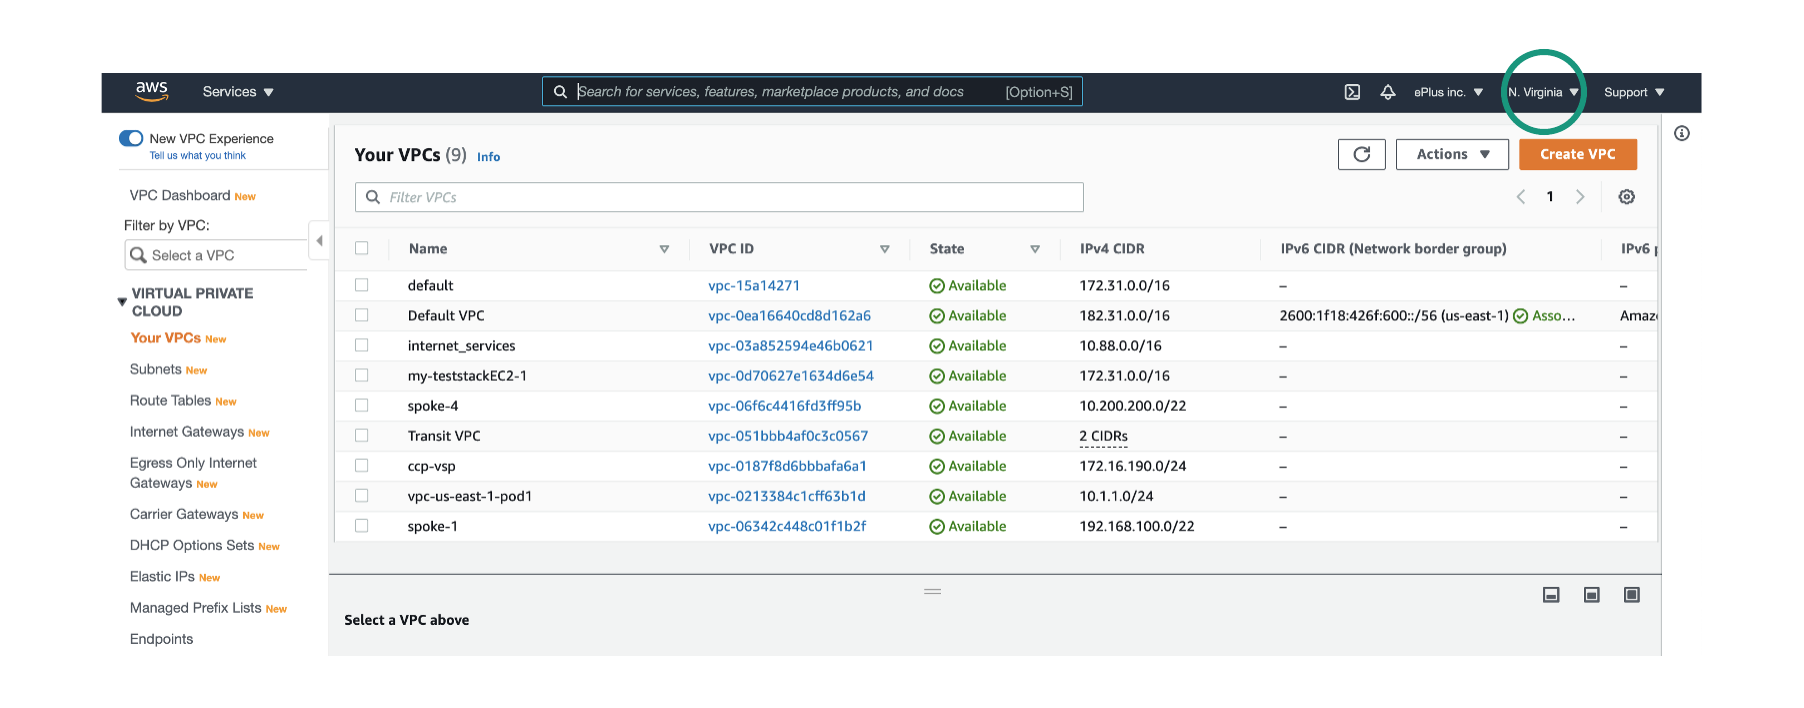 aws Services Search for services, features, marketplace products, and docs [Option+S] ePlus inc. N. Virginia Support
New VPC Experience
Tell us what you think
VPC Dashboard New
Filter by VPC:
Select a VPC
VIRTUAL PRIVATE
CLOUD
Your VPCs New
Subnets New
Route Tables New
Internet Gateways New
Egress Only Internet
Gateways New
Carrier Gateways New
DHCP Options Sets New
Elastic IPs New
Managed Prefix Lists New
Endpoints
Your VPCs (9) Info
Actions Create VPC
Filter VPCs
1
Name VPC ID State IPv4 CIDR IPv6 CIDR (Network border group) IPv6
default vpc-15a14271 Available 172.31.0.0/16 – –
Default VPC vpc-0ea16640cd8d162a6 Available 182.31.0.0/16 2600:1f18:426f:600::/56 (us-east-1) Asso... Amaz
internet_services vpc-03a852594e46b0621 Available 10.88.0.0/16 – –
my-teststackEC2-1 vpc-0d70627e1634d6e54 Available 172.31.0.0/16 – –
spoke-4 vpc-06f6c4416fd3ff95b Available 10.200.200.0/22 – –
Transit VPC vpc-051bbb4af0c3c0567 Available 2 CIDRs – –
ccp-vsp vpc-0187f8d6bbbafa6a1 Available 172.16.190.0/24 – –
vpc-us-east-1-pod1 vpc-0213384c1cff63b1d Available 10.1.1.0/24 – –
spoke-1 vpc-06342c448c01f1b2f Available 192.168.100.0/22 – –
Select a VPC above